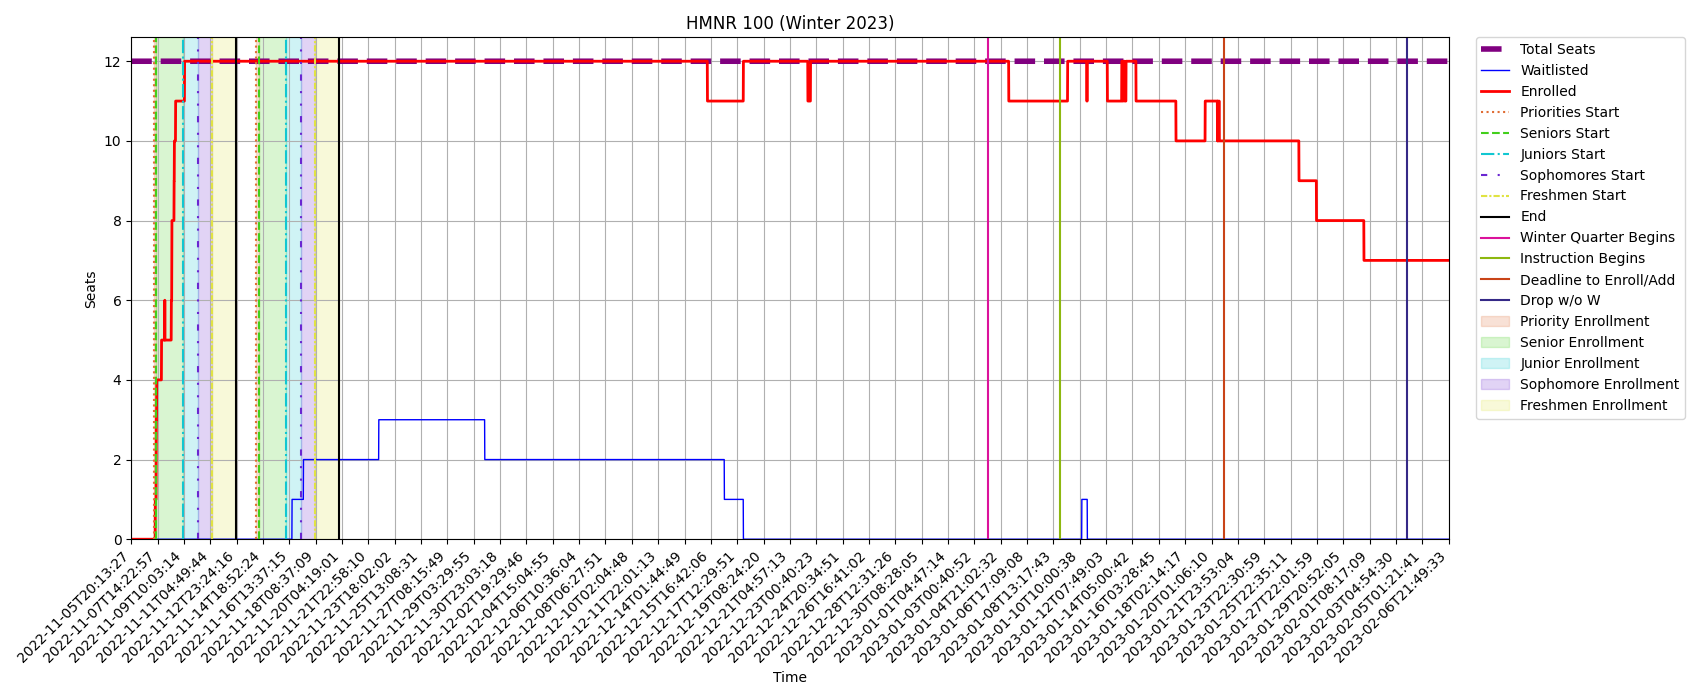 HMNR 100 (Winter 2023)
Seats
12
10
8
6
4
2
0
2022-11-05T20:13:27
2022-11-07T14:22:57
2022-11-09T10:03:14
2022-11-11T04:49:44
2022-11-12T23:24:16
2022-11-14T18:52:24
2022-11-16T13:37:15
2022-11-18T08:37:09
2022-11-20T04:19:01
2022-11-21T22:58:10
2022-11-23T18:02:02
2022-11-25T13:08:31
2022-11-27T08:15:49
2022-11-29T03:29:55
2022-11-30T23:03:18
2022-12-02T19:29:46
2022-12-04T15:04:55
2022-12-06T10:36:04
2022-12-08T06:27:51
2022-12-10T02:04:48
2022-12-11T22:01:13
2022-12-14T01:44:49
2022-12-15T16:42:06
2022-12-17T12:29:51
2022-12-19T08:24:20
2022-12-21T04:57:13
2022-12-23T00:40:23
2022-12-24T20:34:51
2022-12-26T16:41:02
2022-12-28T12:31:26
2022-12-30T08:28:05
2023-01-01T04:47:14
2023-01-03T00:40:52
2023-01-04T21:02:32
2023-01-06T17:09:08
2023-01-08T13:17:43
2023-01-10T10:00:38
2023-01-12T07:49:03
2023-01-14T05:00:42
2023-01-16T03:28:45
2023-01-18T02:14:17
2023-01-20T01:06:10
2023-01-21T23:53:04
2023-01-23T22:30:59
2023-01-25T22:35:11
2023-01-27T22:01:59
2023-01-29T20:52:05
2023-02-01T08:17:09
2023-02-03T04:54:30
2023-02-05T01:21:41
2023-02-06T21:49:33
Time
Total Seats
Waitlisted
Enrolled
Priorities Start
Seniors Start
Juniors Start
Sophomores Start
Freshmen Start
End
Winter Quarter Begins
Instruction Begins
Deadline to Enroll/Add
Drop w/o W
Priority Enrollment
Senior Enrollment
Junior Enrollment
Sophomore Enrollment
Freshmen Enrollment